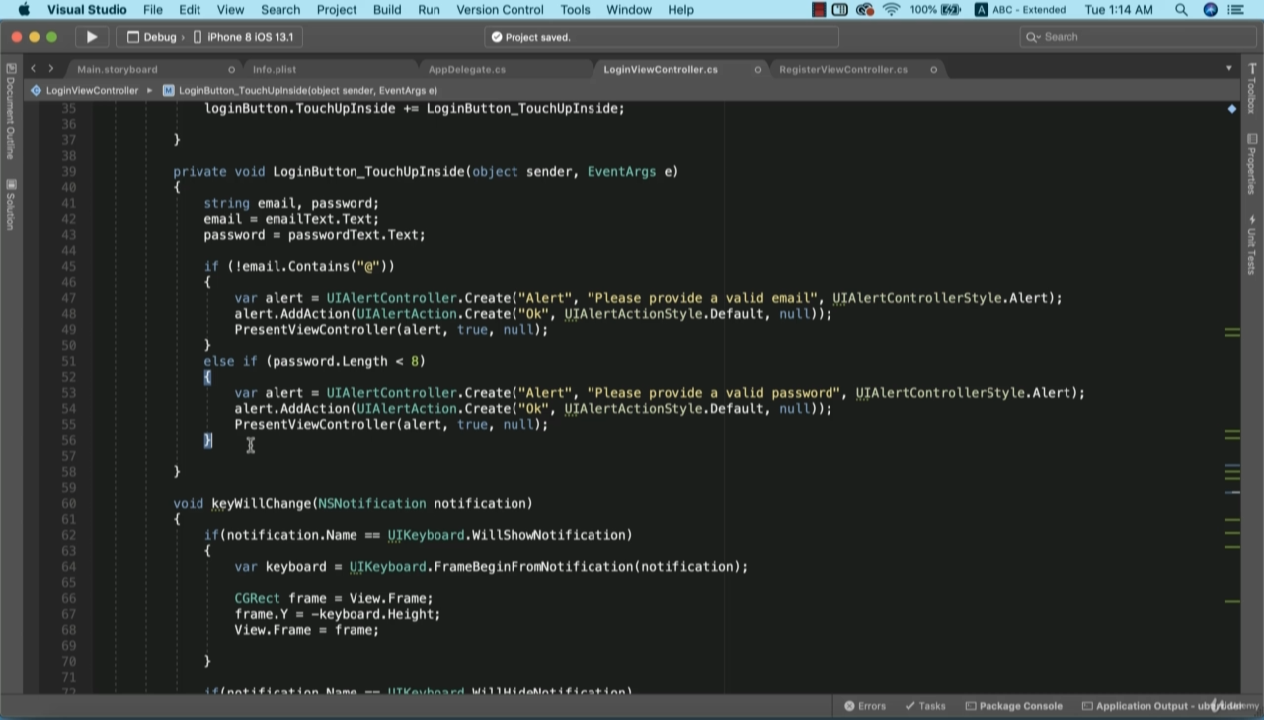 Visual Studio File Edit View Search Project Build Run Version Control Tools Window Help 100% A ABC - Extended Tue 1:14 AM
Debug › iPhone 8 iOS 13.1 Project saved. Search
Main.storyboard Info.plist AppDelegate.cs LoginViewController.cs RegisterViewController.cs
LoginViewController M LoginButton_TouchUpInside(object sender, EventArgs e)
Document Outline
Solution
Toolbox
Properties
Unit Tests
35 loginButton.TouchUpInside += LoginButton_TouchUpInside;
36
37 }
38
39 private void LoginButton_TouchUpInside(object sender, EventArgs e)
40 {
41 string email, password;
42 email = emailText.Text;
43 password = passwordText.Text;
44
45 if (!email.Contains("@"))
46 {
47 var alert = UIAlertController.Create("Alert", "Please provide a valid email", UIAlertControllerStyle.Alert);
48 alert.AddAction(UIAlertAction.Create("Ok", UIAlertActionStyle.Default, null));
49 PresentViewController(alert, true, null);
50 }
51 else if (password.Length < 8)
52 {
53 var alert = UIAlertController.Create("Alert", "Please provide a valid password", UIAlertControllerStyle.Alert);
54 alert.AddAction(UIAlertAction.Create("Ok", UIAlertActionStyle.Default, null));
55 PresentViewController(alert, true, null);
56 }
57
58 }
59
60 void keyWillChange(NSNotification notification)
61 {
62 if(notification.Name == UIKeyboard.WillShowNotification)
63 {
64 var keyboard = UIKeyboard.FrameBeginFromNotification(notification);
65
66 CGRect frame = View.Frame;
67 frame.Y = -keyboard.Height;
68 View.Frame = frame;
69
70 }
71
72 if(notification.Name == UIKeyboard.WillHideNotification)
Errors Tasks Package Console Application Output -